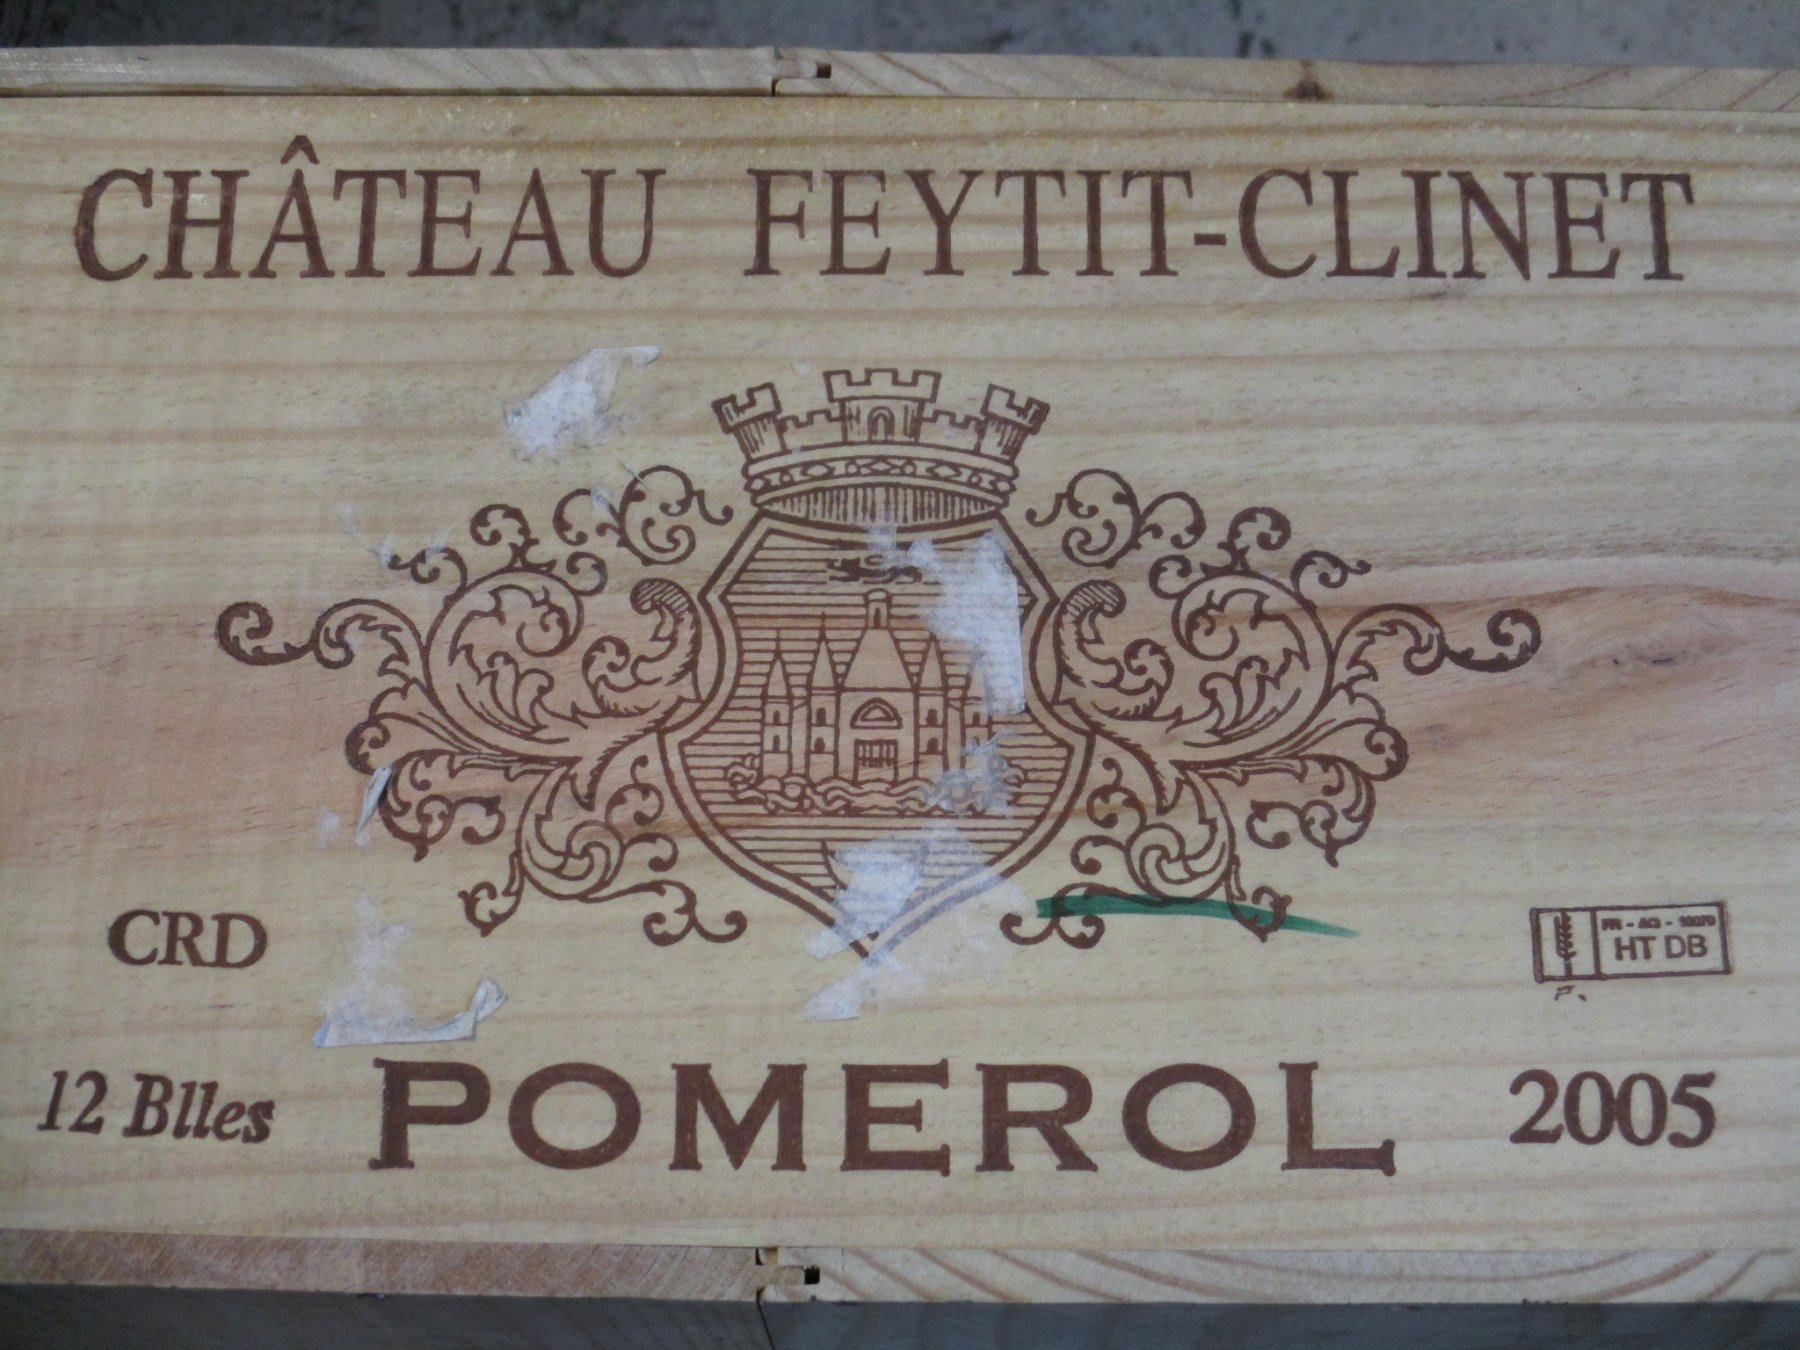 CHÂTEAU FEYTIT-CLINET
CRD
HT DB
12 Blles
POMEROL
2005